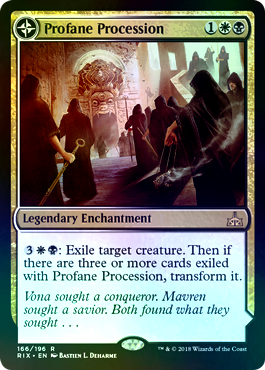 Profane Procession 1
Legendary Enchantment
3 : Exile target creature. Then if
there are three or more cards exiled
with Profane Procession, transform it.
Vona sought a conqueror. Mavren
sought a savior. Both found what they
sought . . .
166/196 R
RIX • EN Bastien L. Deharme
™ & © 2018 Wizards of the Coast